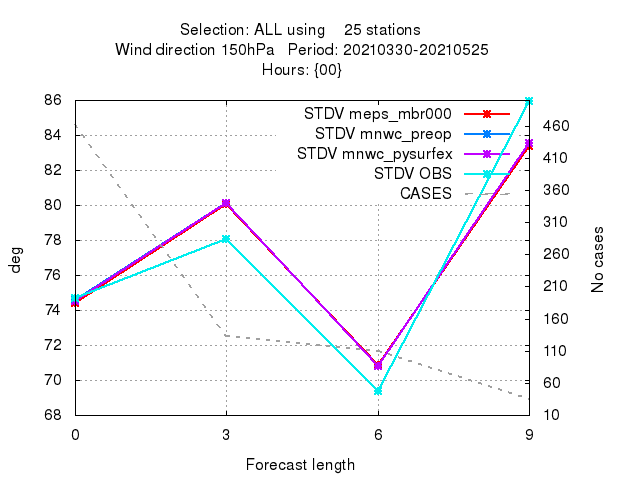 Selection: ALL using 25 stations
Wind direction 150hPa Period: 20210330-20210525
Hours: {00}
STDV meps_mbr000
STDV mnwc_preop
STDV mnwc_pysurfex
STDV OBS
CASES
86
84
82
80
78
76
74
72
70
68
deg
460
410
360
310
260
210
160
110
60
10
No cases
0 3 6 9
Forecast length